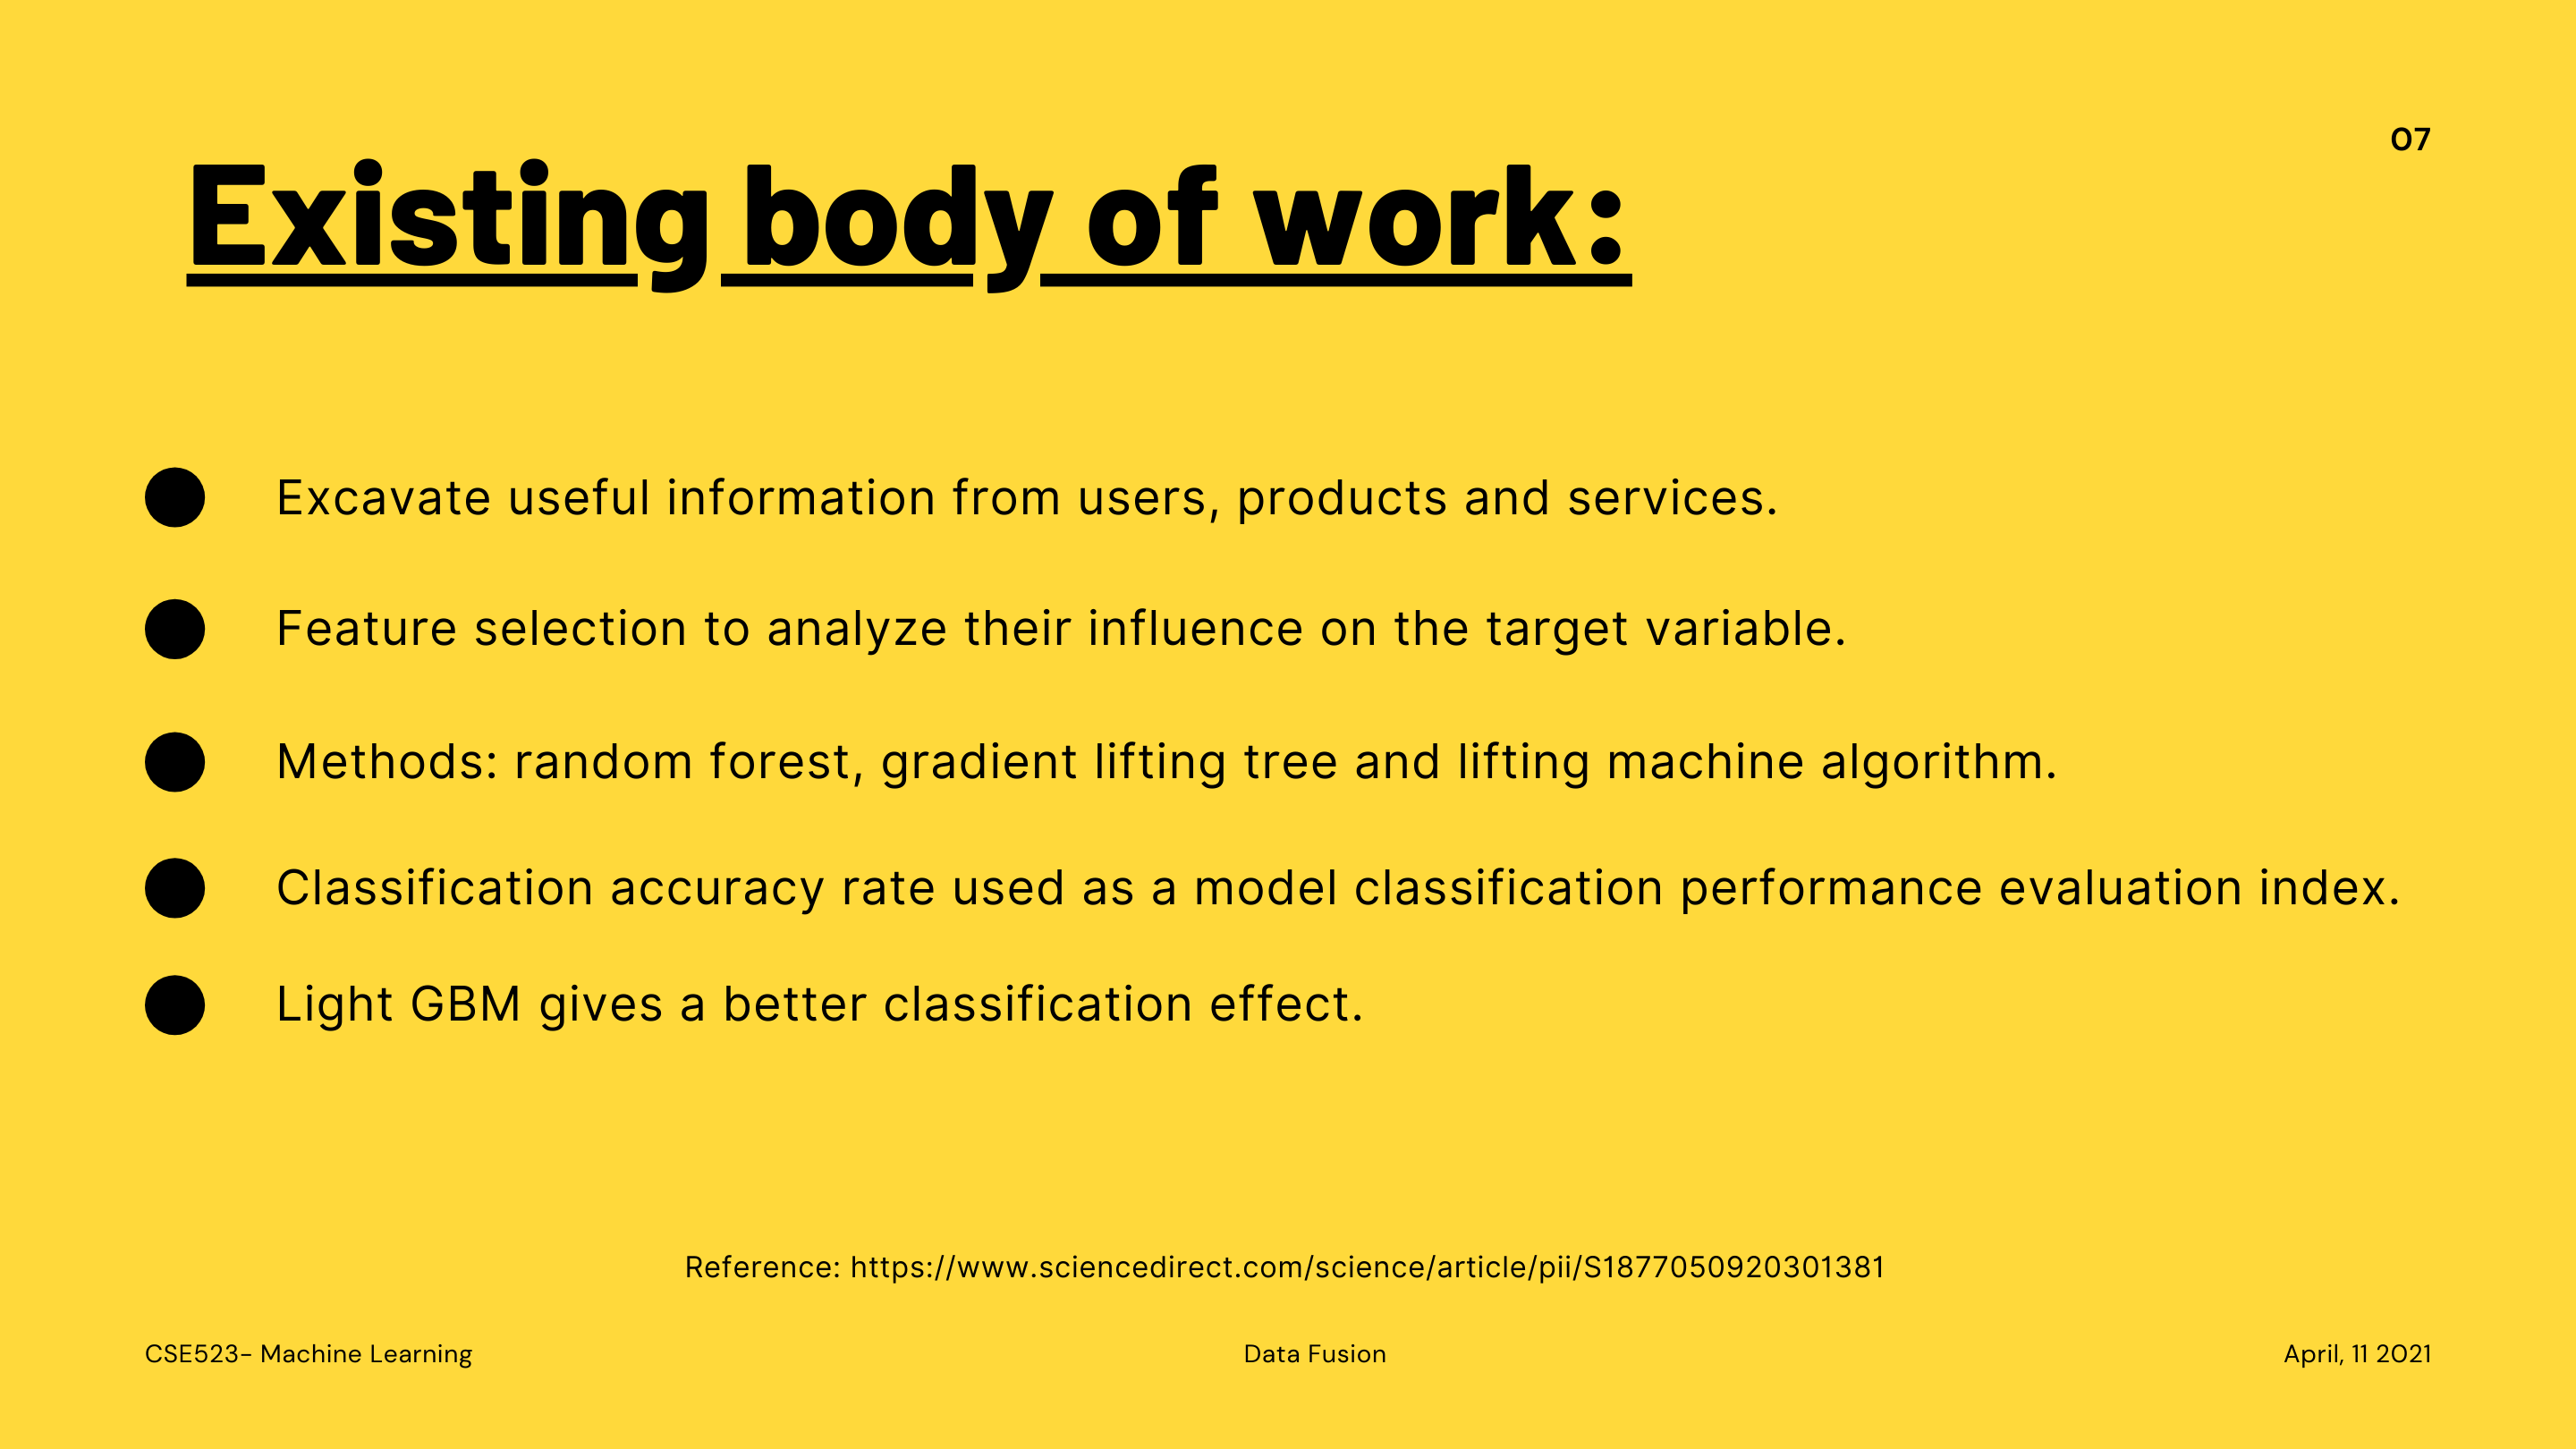 07
Existing body of work:
Excavate useful information from users, products and services.
Feature selection to analyze their influence on the target variable.
Methods: random forest, gradient lifting tree and lifting machine algorithm.
Classification accuracy rate used as a model classification performance evaluation index.
Light GBM gives a better classification effect.
Reference: https://www.sciencedirect.com/science/article/pii/S1877050920301381
CSE523- Machine Learning
Data Fusion
April, 11 2021